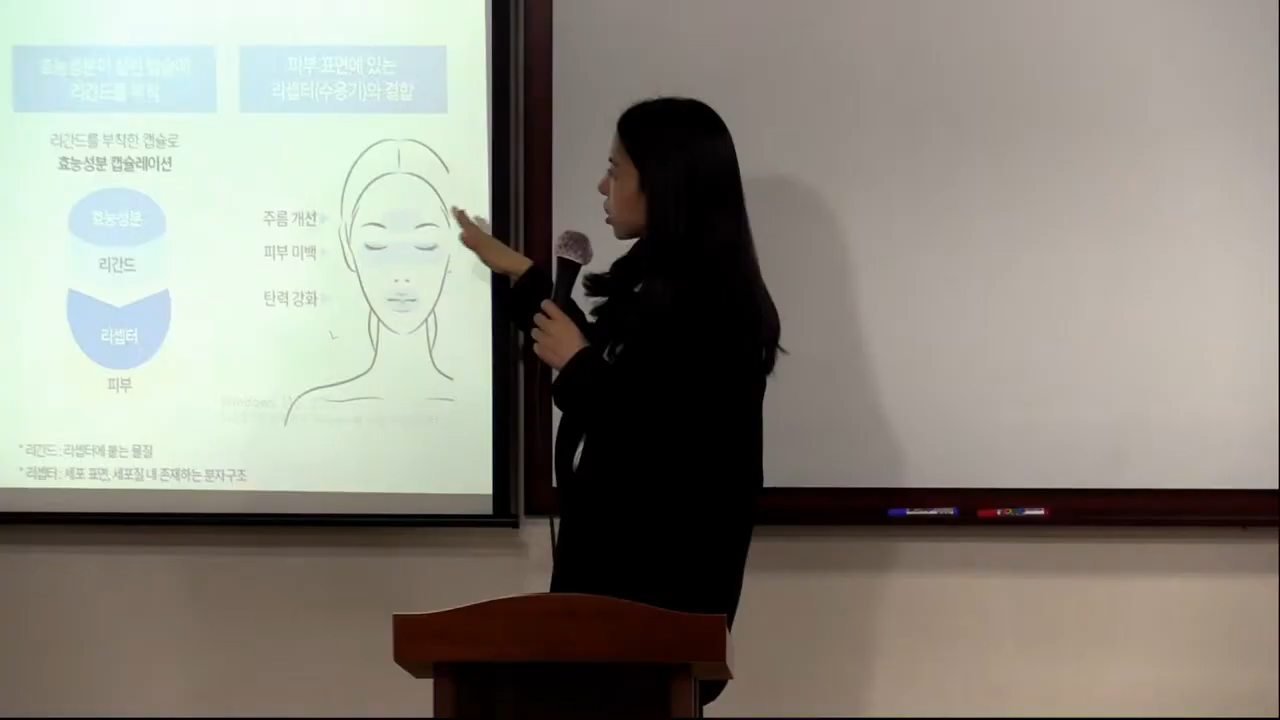 효능성분이
리간드를 부착
피부 표면에 있는
리셉터(수용기)와 결합
리간드를 부착한 캡슐로
효능성분 캡슐레이션
효능성분
리간드
리셉터
피부
주름 개선
피부 미백
탄력 강화
Windows
* 리간드 : 리셉터에 붙는 물질
* 리셉터 : 세포 표면, 세포질 내 존재하는 분자구조